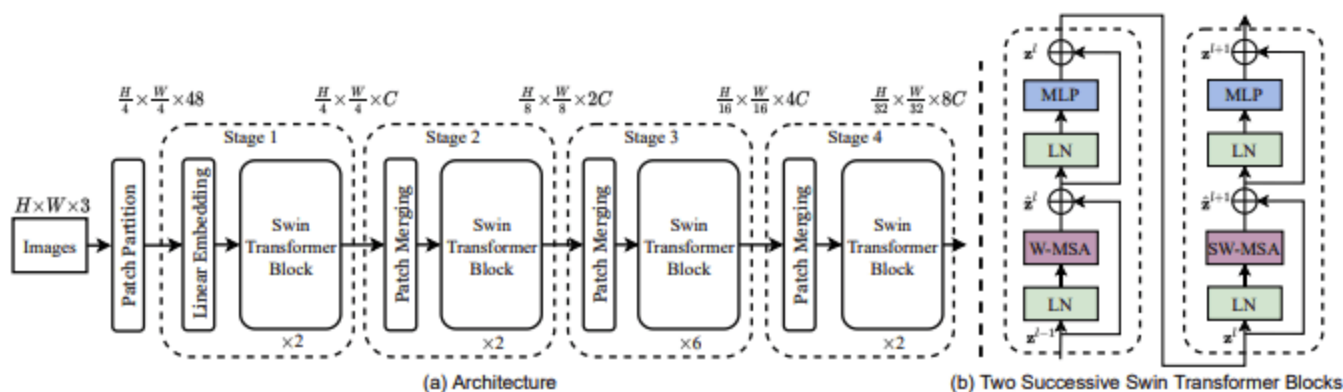 H/4 × W/4 × 48
H/4 × W/4 × C
H/8 × W/8 × 2C
H/16 × W/16 × 4C
H/32 × W/32 × 8C
H×W×3
Images
Patch Partition
Stage 1
Linear Embedding
Swin
Transformer
Block
×2
Stage 2
Patch Merging
Swin
Transformer
Block
×2
Stage 3
Patch Merging
Swin
Transformer
Block
×6
Stage 4
Patch Merging
Swin
Transformer
Block
×2
(a) Architecture
z^l
MLP
LN
ẑ^l
W-MSA
LN
z^{l-1}
z^{l+1}
MLP
LN
ẑ^{l+1}
SW-MSA
LN
z^l
(b) Two Successive Swin Transformer Blocks